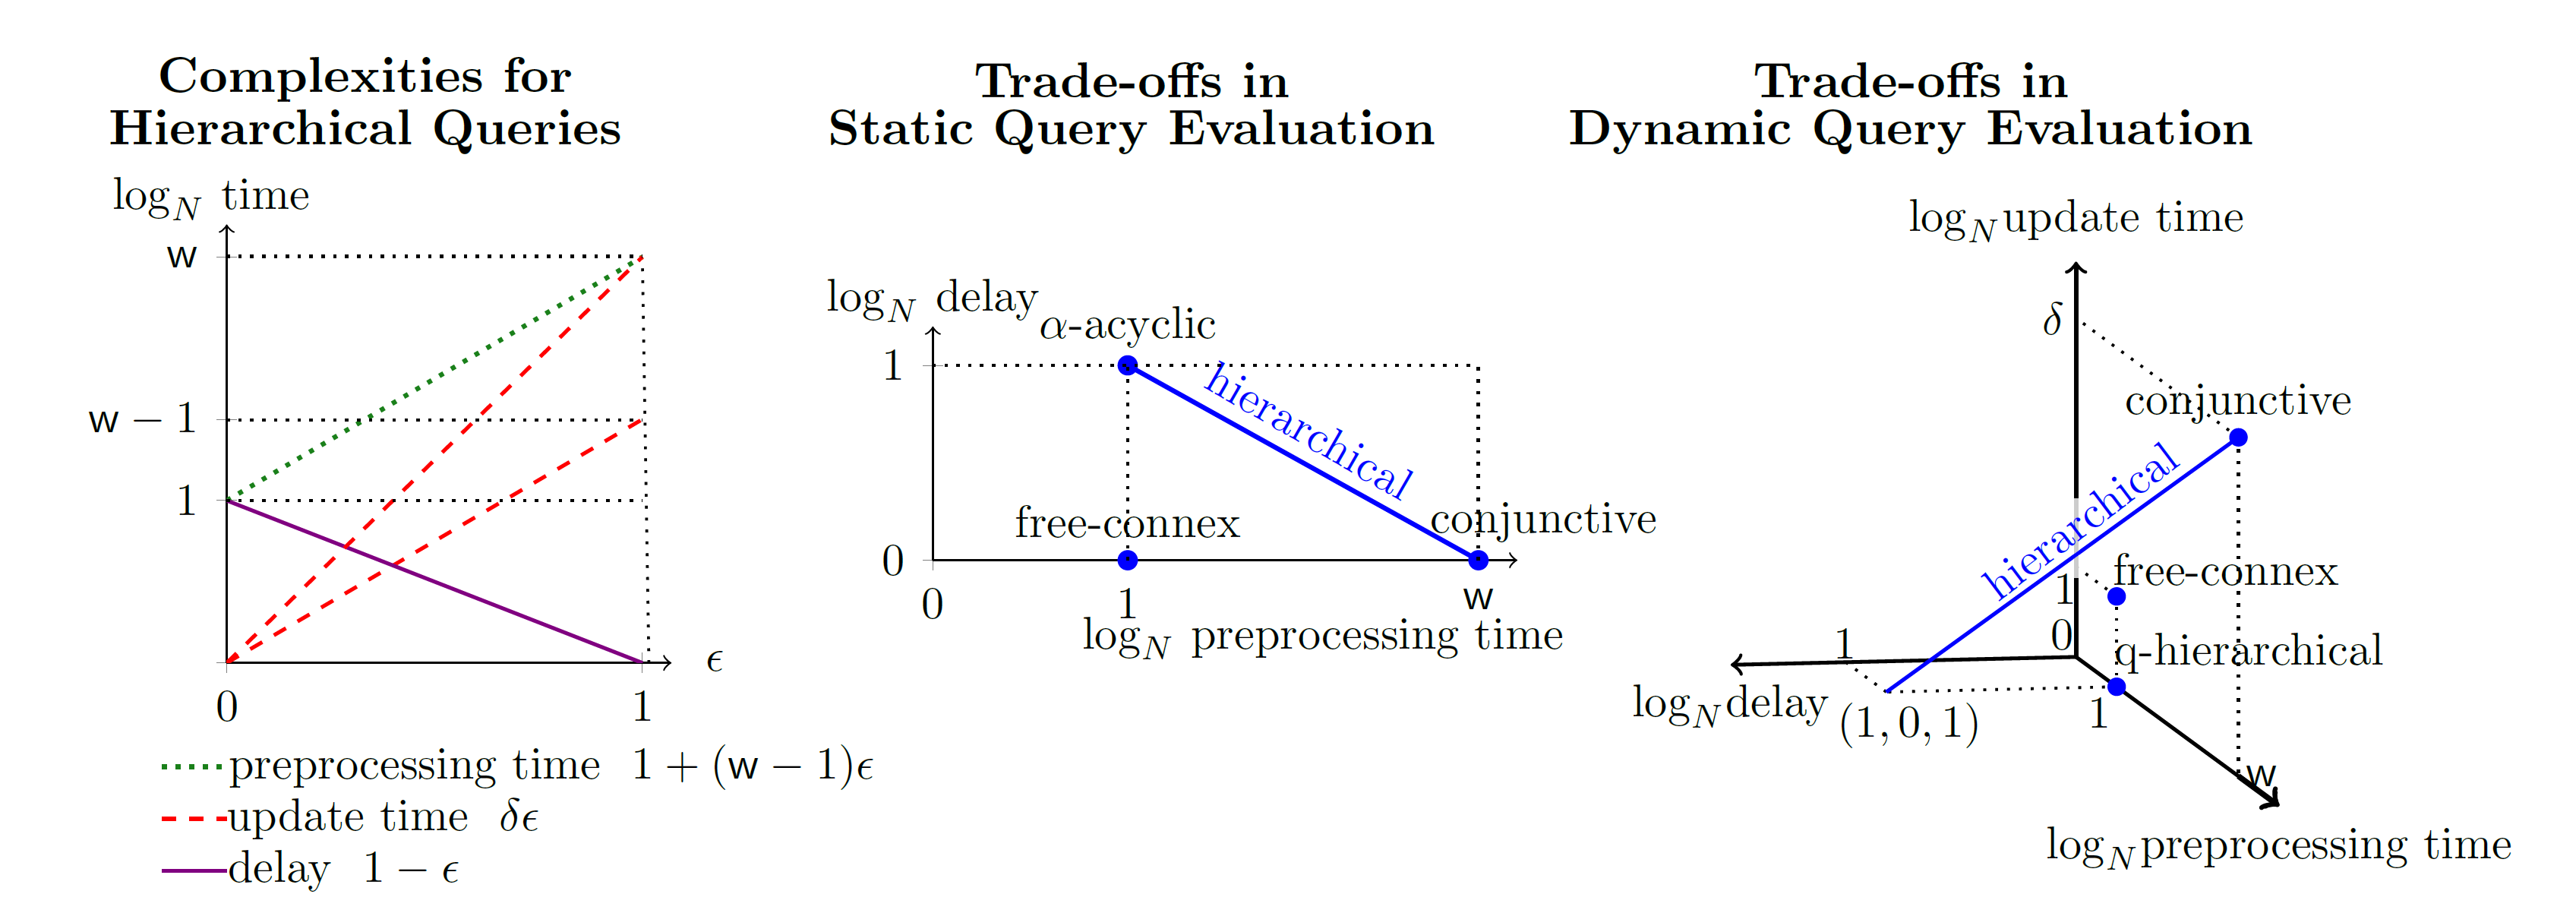 Complexities for
Hierarchical Queries
log_N time
w
w − 1
1
0
1
ϵ
preprocessing time 1 + (w − 1)ϵ
update time δϵ
delay 1 − ϵ
Trade-offs in
Static Query Evaluation
log_N delay
α-acyclic
1
hierarchical
free-connex
conjunctive
0
0
1
w
log_N preprocessing time
Trade-offs in
Dynamic Query Evaluation
log_N update time
δ
conjunctive
hierarchical
free-connex
1
0
q-hierarchical
1
log_N delay
(1, 0, 1)
1
w
log_N preprocessing time